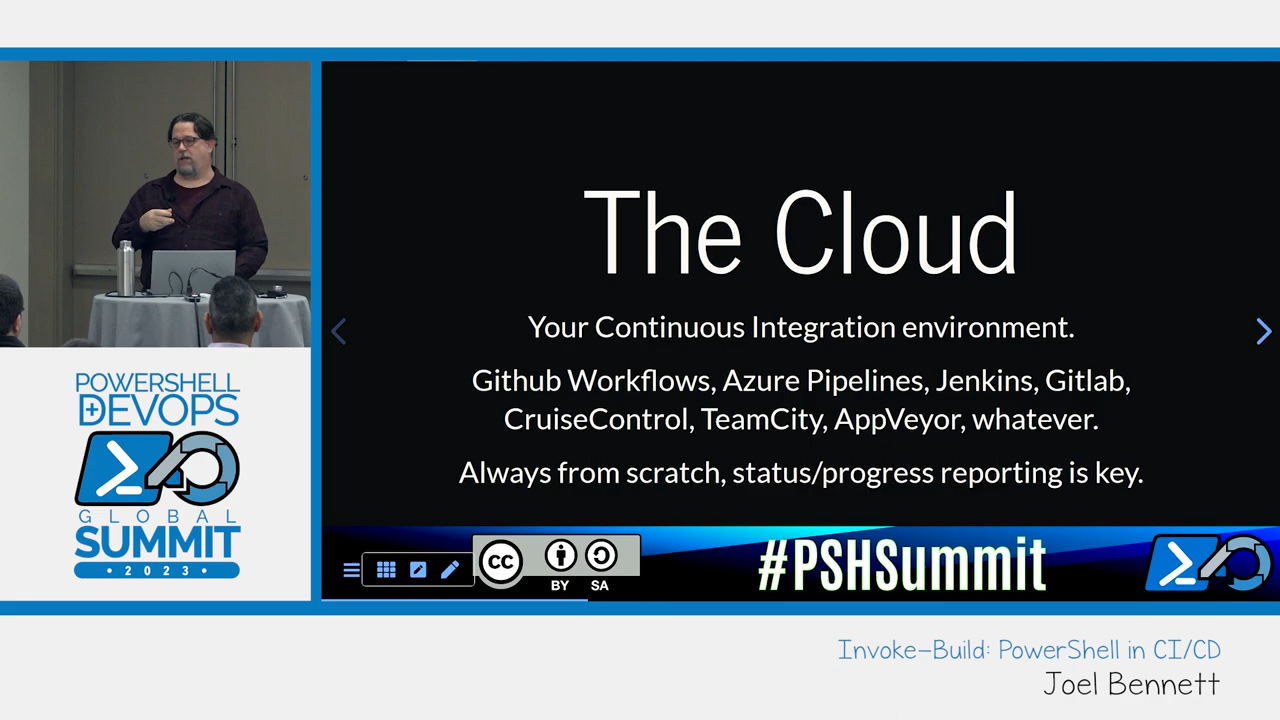 The Cloud
Your Continuous Integration environment.
Github Workflows, Azure Pipelines, Jenkins, Gitlab,
CruiseControl, TeamCity, AppVeyor, whatever.
Always from scratch, status/progress reporting is key.
CC
BY SA
#PSHSummit
POWERSHELL
+DEVOPS
GLOBAL
SUMMIT
• 2023 •
Invoke-Build: PowerShell in CI/CD
Joel Bennett